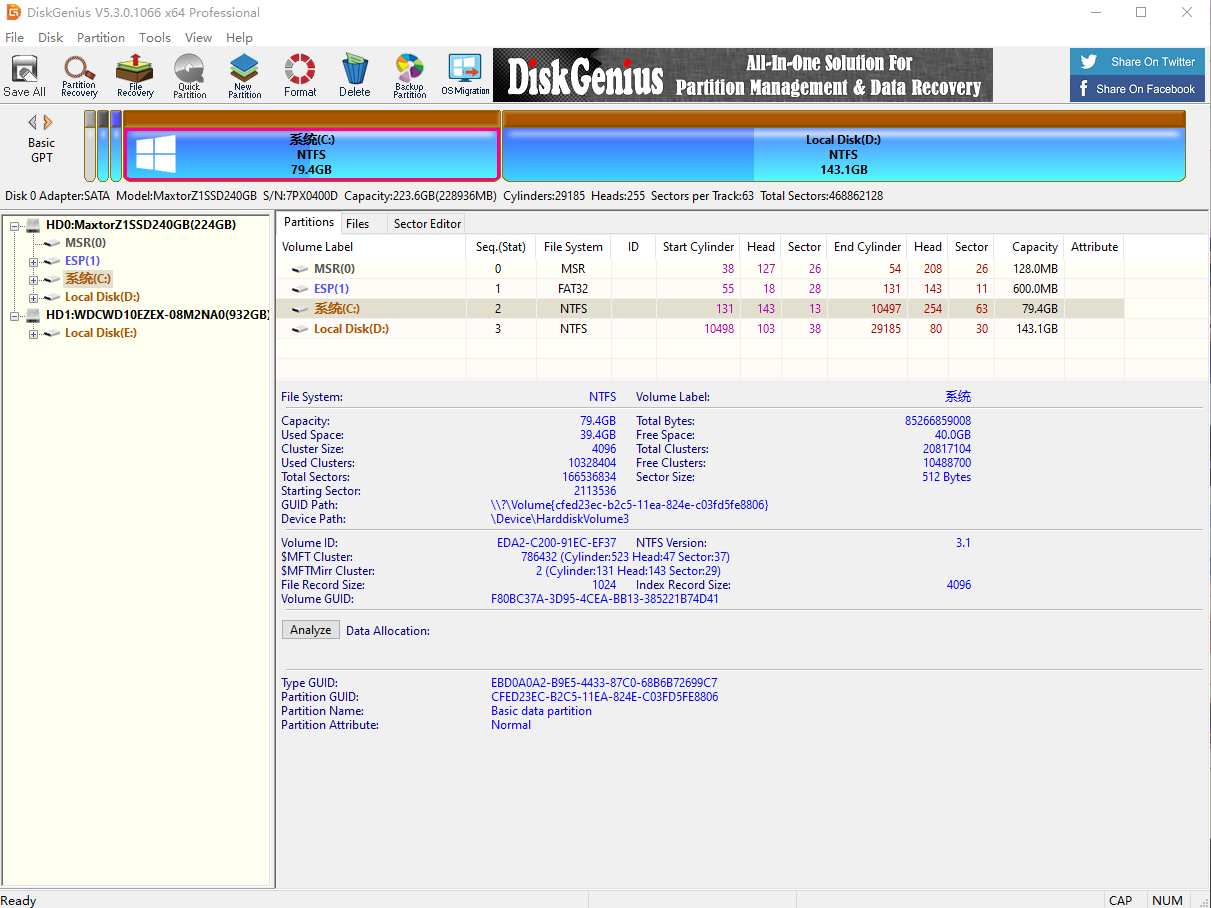 DiskGenius V5.3.0.1066 x64 Professional
File Disk Partition Tools View Help
Save All Partition Recovery File Recovery Quick Partition New Partition Format Delete Backup Partition OS Migration
DiskGenius All-In-One Solution For
Partition Management & Data Recovery
Share On Twitter
Share On Facebook
Basic
GPT
系统(C:)
NTFS
79.4GB
Local Disk(D:)
NTFS
143.1GB
Disk 0 Adapter:SATA Model:MaxtorZ1SSD240GB S/N:7PX0400D Capacity:223.6GB(228936MB) Cylinders:29185 Heads:255 Sectors per Track:63 Total Sectors:468862128
HD0:MaxtorZ1SSD240GB(224GB)
MSR(0)
ESP(1)
系统(C:)
Local Disk(D:)
HD1:WDCWD10EZEX-08M2NA0(932GB)
Local Disk(E:)
Partitions Files Sector Editor
Volume Label Seq.(Stat) File System ID Start Cylinder Head Sector End Cylinder Head Sector Capacity Attribute
MSR(0) 0 MSR 38 127 26 54 208 26 128.0MB
ESP(1) 1 FAT32 55 18 28 131 143 11 600.0MB
系统(C:) 2 NTFS 131 143 13 10497 254 63 79.4GB
Local Disk(D:) 3 NTFS 10498 103 38 29185 80 30 143.1GB
File System: NTFS Volume Label: 系统
Capacity: 79.4GB Total Bytes: 85266859008
Used Space: 39.4GB Free Space: 40.0GB
Cluster Size: 4096 Total Clusters: 20817104
Used Clusters: 10328404 Free Clusters: 10488700
Total Sectors: 166536834 Sector Size: 512 Bytes
Starting Sector: 2113536
GUID Path: \\?\Volume{cfed23ec-b2c5-11ea-824e-c03fd5fe8806}
Device Path: \Device\HarddiskVolume3
Volume ID: EDA2-C200-91EC-EF37 NTFS Version: 3.1
$MFT Cluster: 786432 (Cylinder:523 Head:47 Sector:37)
$MFTMirr Cluster: 2 (Cylinder:131 Head:143 Sector:29)
File Record Size: 1024 Index Record Size: 4096
Volume GUID: F80BC37A-3D95-4CEA-BB13-385221B74D41
Analyze Data Allocation:
Type GUID: EBD0A0A2-B9E5-4433-87C0-68B6B72699C7
Partition GUID: CFED23EC-B2C5-11EA-824E-C03FD5FE8806
Partition Name: Basic data partition
Partition Attribute: Normal
Ready CAP NUM